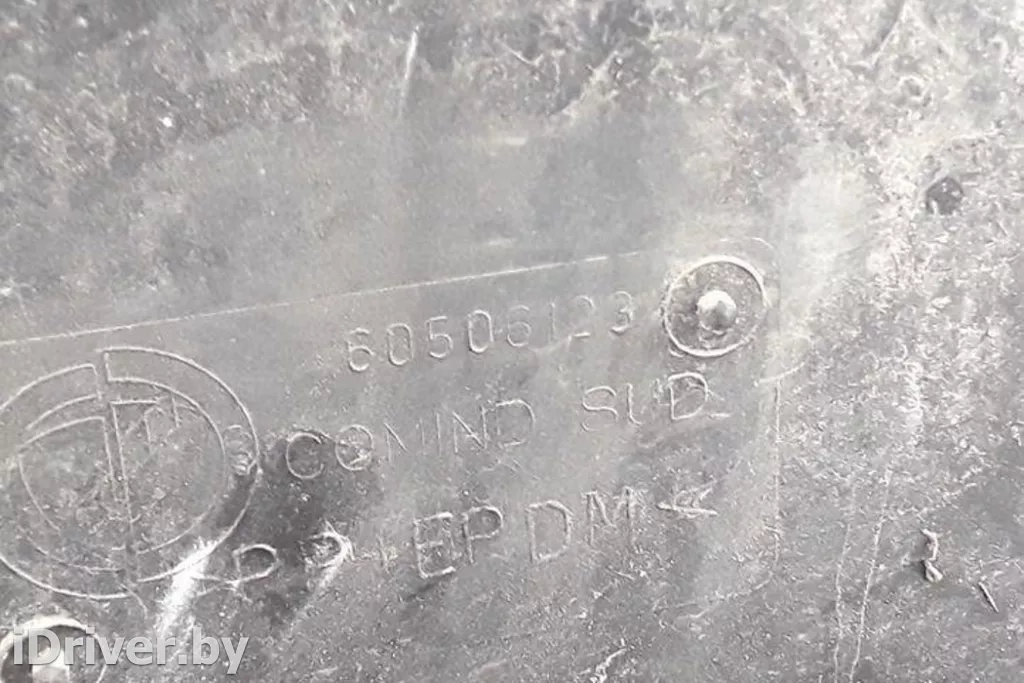 60506123
COMIND SUD
>PP+EPDM<
iDriver.by